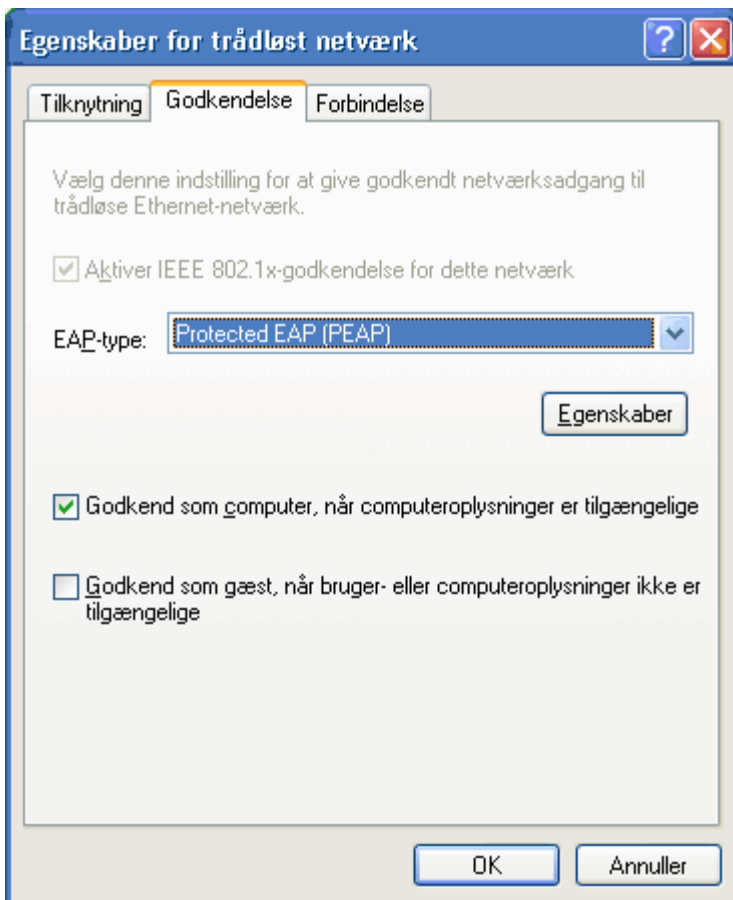 Egenskaber for trådløst netværk
Tilknytning Godkendelse Forbindelse
Vælg denne indstilling for at give godkendt netværksadgang til
trådløse Ethernet-netværk.
Aktiver IEEE 802.1x-godkendelse for dette netværk
EAP-type: Protected EAP (PEAP)
Egenskaber
Godkend som computer, når computeroplysninger er tilgængelige
Godkend som gæst, når bruger- eller computeroplysninger ikke er
tilgængelige
OK Annuller